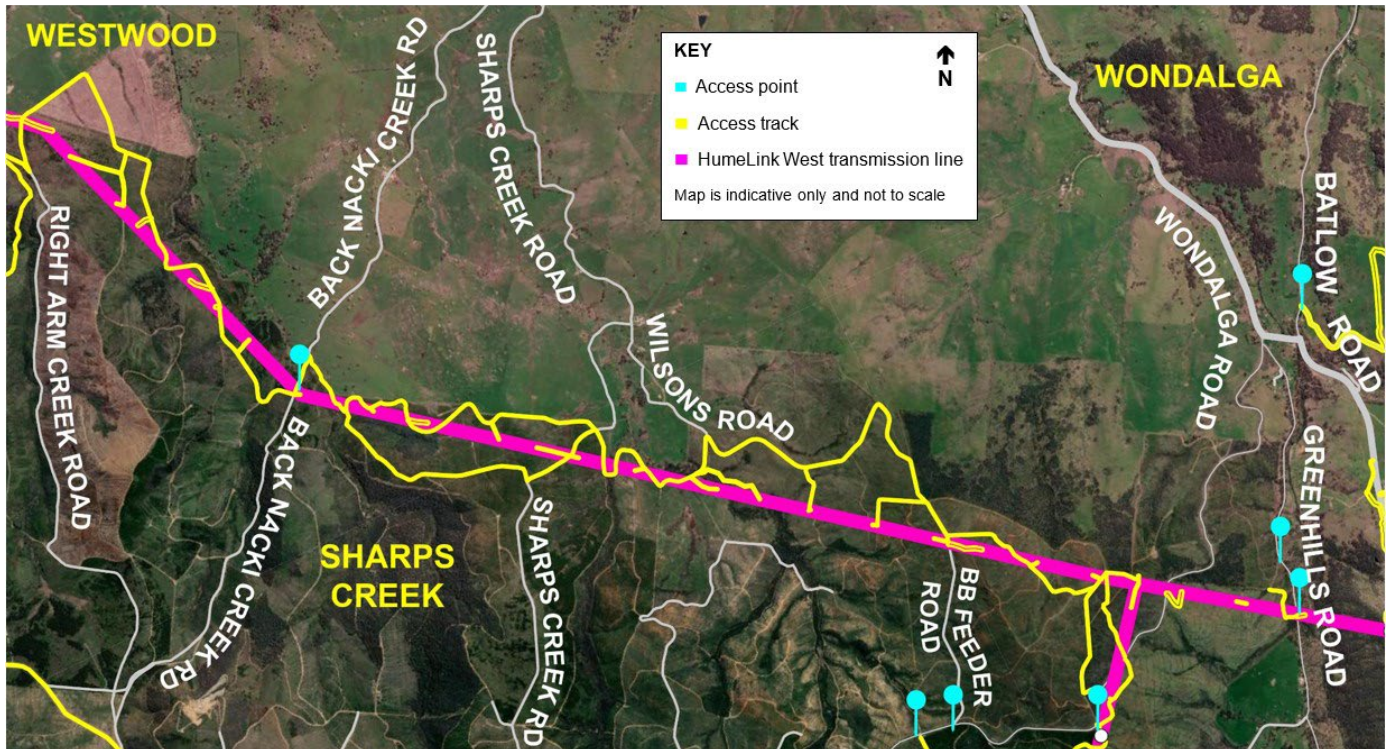 WESTWOOD
BACK NACKI CREEK RD
SHARPS CREEK ROAD
KEY
N
Access point
Access track
HumeLink West transmission line
Map is indicative only and not to scale
WONDALGA
BATLOW ROAD
WONDALGA ROAD
RIGHT ARM CREEK ROAD
WILSONS ROAD
BACK NACKI CREEK RD
GREENHILLS ROAD
SHARPS
CREEK
SHARPS CREEK RD
BB FEEDER
ROAD